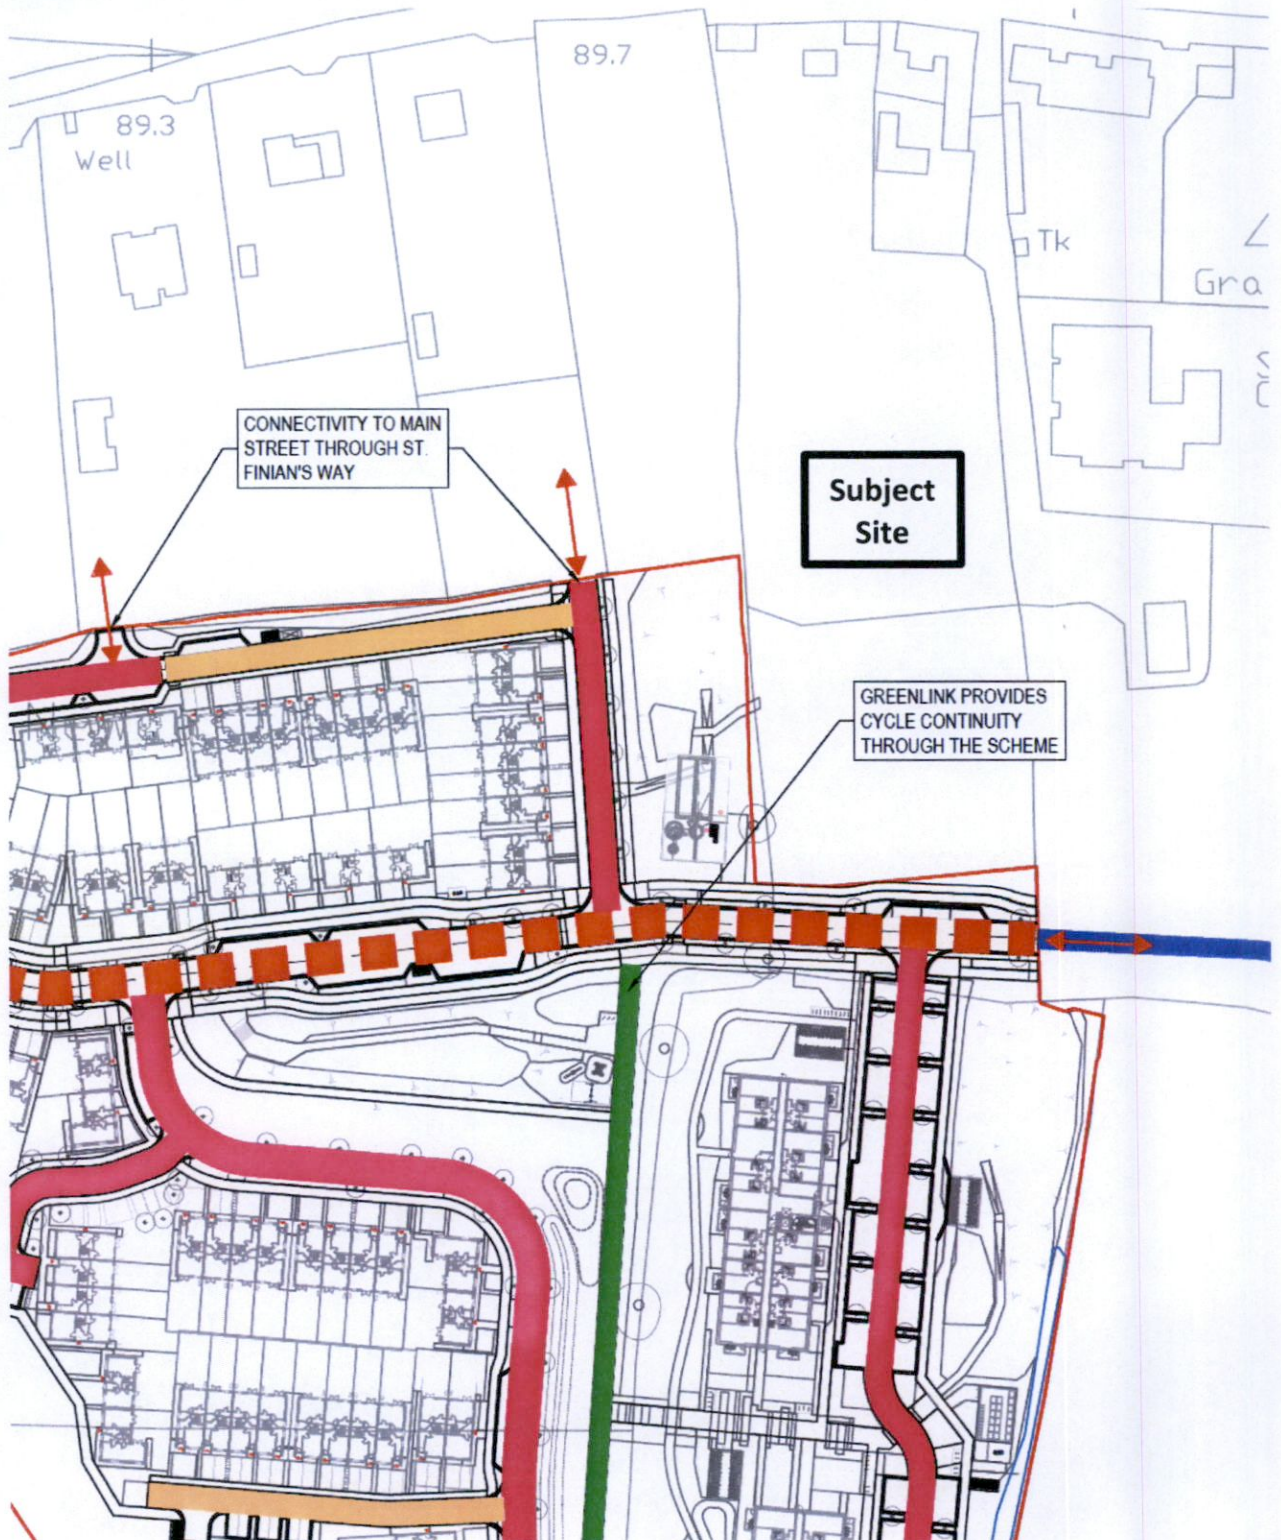 89.7
89.3
Well
Tk
Gra
CONNECTIVITY TO MAIN
STREET THROUGH ST.
FINIAN'S WAY
Subject
Site
GREENLINK PROVIDES
CYCLE CONTINUITY
THROUGH THE SCHEME